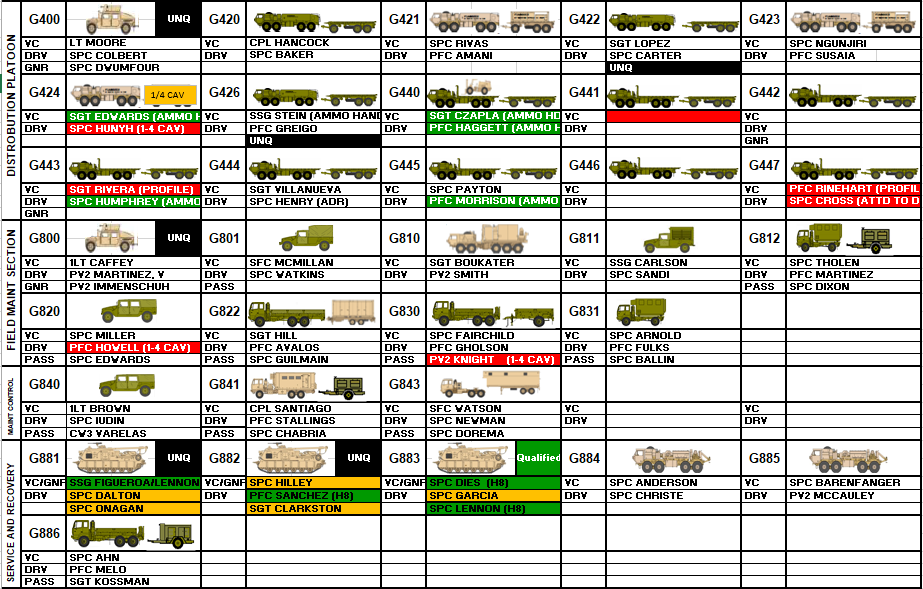 DISTROBUTION PLATOON
G400 UNQ G420 G421 G422 G423
VC LT MOORE VC CPL HANCOCK VC SPC RIVAS VC SGT LOPEZ VC SPC NGUNJIRI
DRV SPC COLBERT DRV SPC BAKER DRV PFC AMANI DRV SPC CARTER DRV PFC SUSAIA
GNR SPC DWUMFOUR UNQ
G424 1/4 CAV G426 G440 G441 G442
VC SGT EDWARDS (AMMO H VC SSG STEIN (AMMO HAND VC SGT CZAPLA (AMMO HD VC VC
DRV SPC HUNYH (1-4 CAV) DRV PFC GREIGO DRV PFC HAGGETT (AMMO H DRV DRV
UNQ GNR
G443 G444 G445 G446 G447
VC SGT RIVERA (PROFILE) VC SGT VILLANUEVA VC SPC PAYTON VC VC PFC RINEHART (PROFIL
DRV SPC HUMPHREY (AMMO DRV SPC HENRY (ADR) DRV PFC MORRISON (AMMO DRV DRV SPC CROSS (ATTD TO D
GNR
FIELD MAINT SECTION
G800 UNQ G801 G810 G811 G812
VC 1LT CAFFEY VC SFC MCMILLAN VC SGT BOUKATER VC SSG CARLSON VC SPC THOLEN
DRV PV2 MARTINEZ, V DRV SPC WATKINS DRV PV2 SMITH DRV SPC SANDI DRV PFC MARTINEZ
GNR PV2 IMMENSCHUH PASS PASS SPC DIXON
G820 G822 G830 G831
VC SPC MILLER VC SGT HILL VC SPC FAIRCHILD VC SPC ARNOLD
DRV PFC HOWELL (1-4 CAV) DRV PFC AVALOS DRV PFC GHOLSON DRV PFC FULKS
PASS SPC EDWARDS PASS SPC GUILMAIN PASS PV2 KNIGHT (1-4 CAV) PASS SPC BALLIN
MAINT CONTROL
G840 G841 G843
VC 1LT BROWN VC CPL SANTIAGO VC SFC WATSON VC VC
DRV SPC IUDIN DRV PFC STALLINGS DRV SPC NEWMAN DRV DRV
PASS CW3 VARELAS PASS SPC CHABRIA PASS SPC DOREMA
SERVICE AND RECOVERY
G881 UNQ G882 UNQ G883 Qualified G884 G885
VC/GNF SSG FIGUEROA/LENNON VC/GNF SPC HILLEY VC/GNF SPC DIES (H8) VC SPC ANDERSON VC SPC BARENFANGER
DRV SPC DALTON DRV PFC SANCHEZ (H8) DRV SPC GARCIA DRV SPC CHRISTE DRV PV2 MCCAULEY
SPC ONAGAN SGT CLARKSTON SPC LENNON (H8)
G886
VC SPC AHN
DRV PFC MELO
PASS SGT KOSSMAN